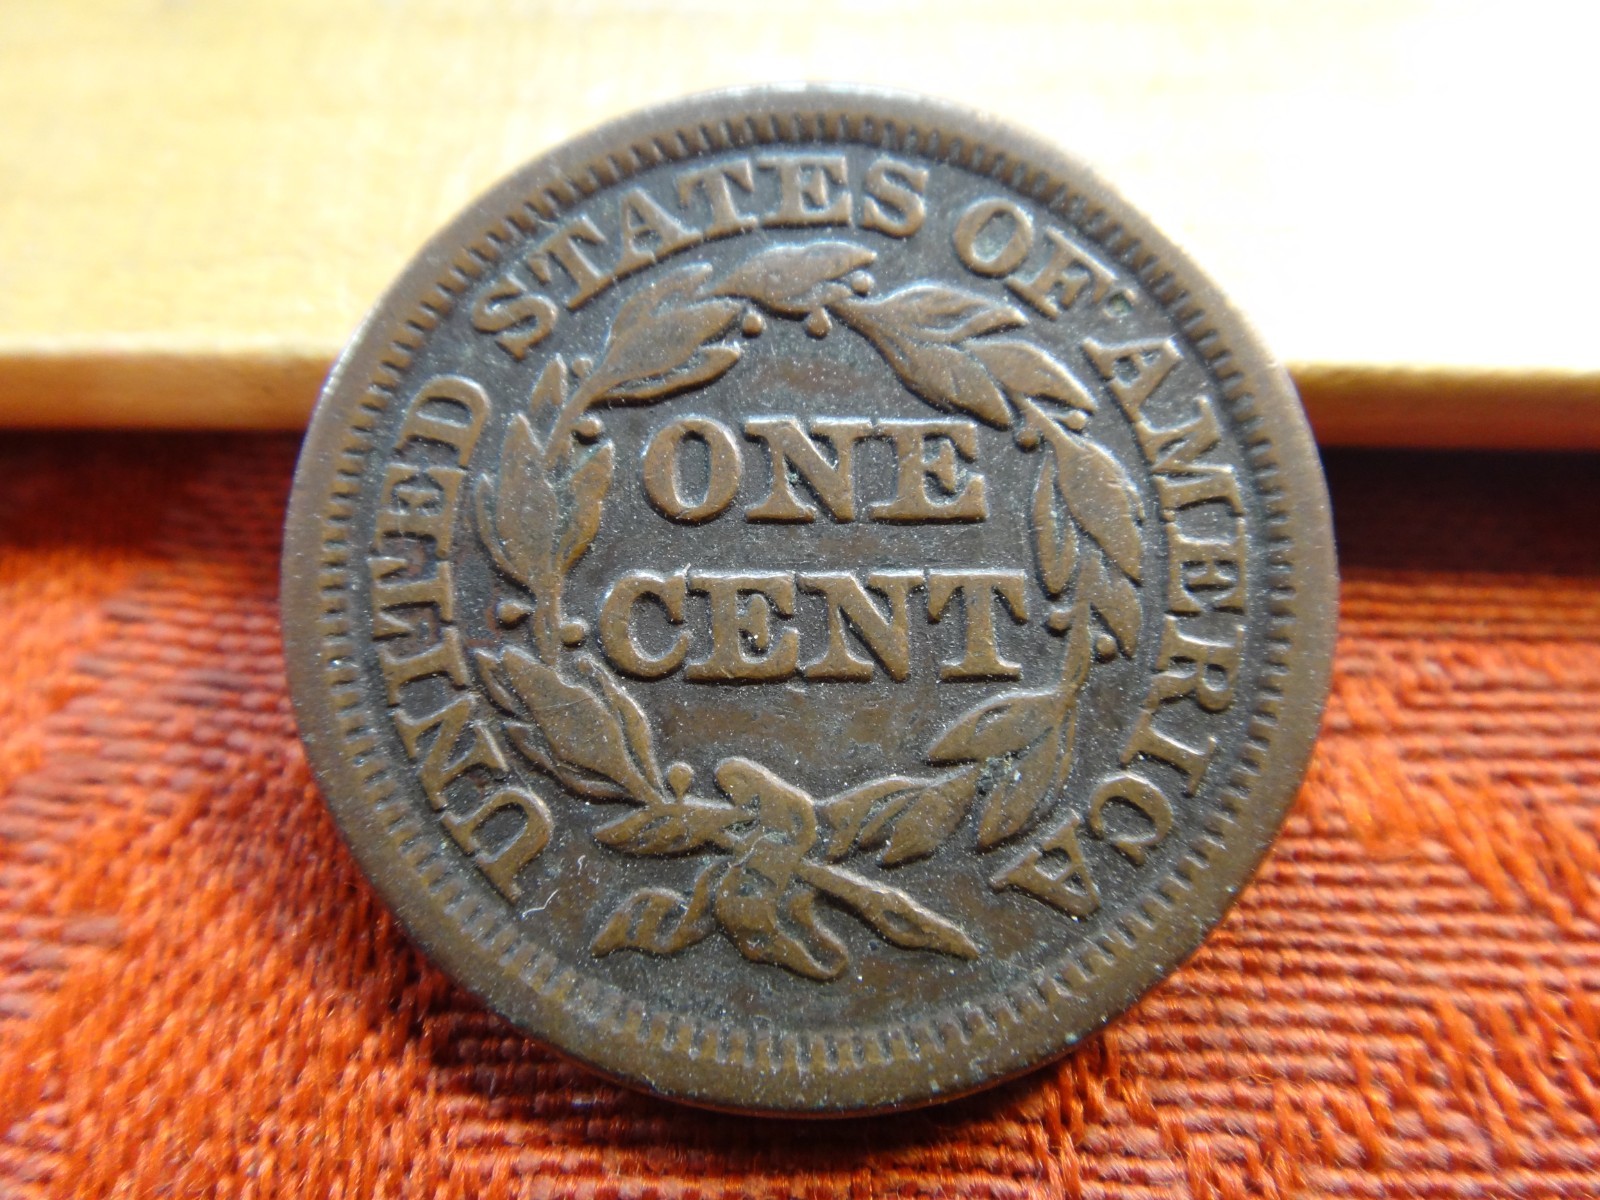 UNITED STATES OF AMERICA
ONE
CENT